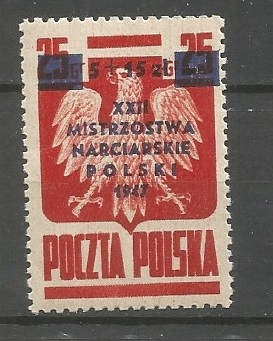 25 25
5+15 zł
XXII
MISTRZOSTWA
NARCIARSKIE
POLSKI
1947
POCZTA POLSKA